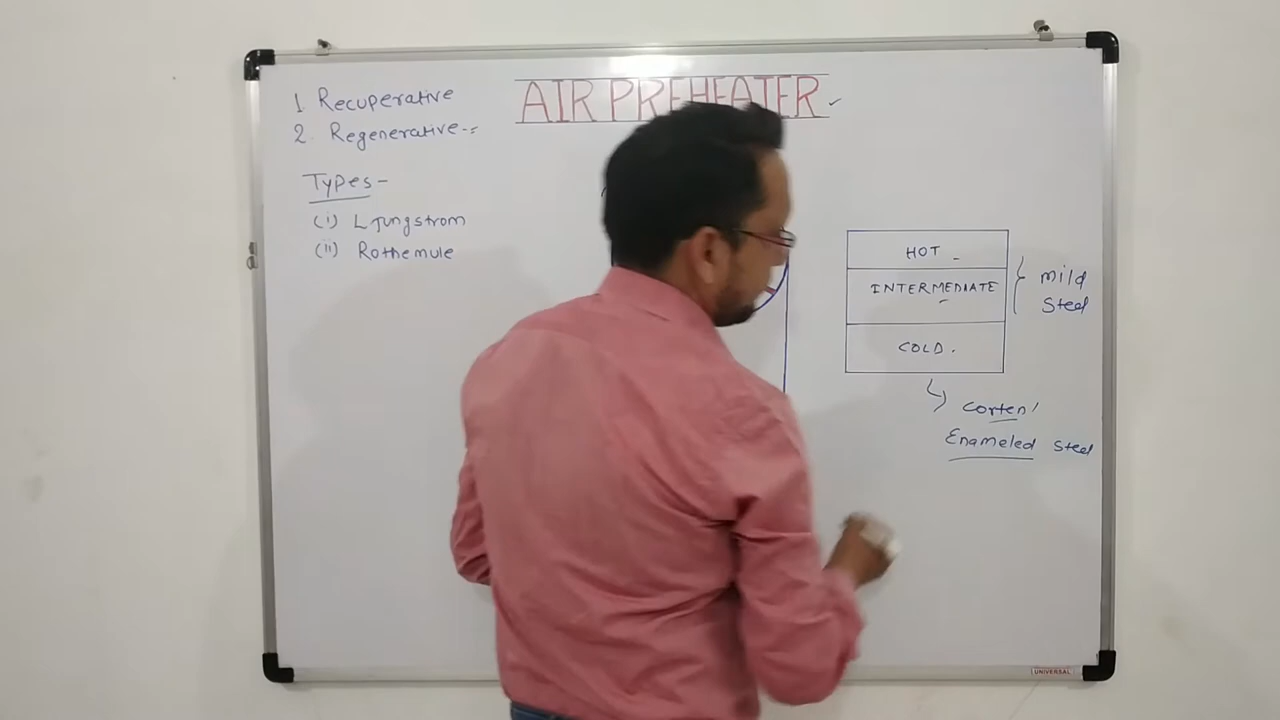 AIR PREHEATER
1 Recuperative
2. Regenerative
Types-
(i) Ljungstrom
(ii) Rothemule
HOT
INTERMEDIATE
COLD.
mild
Steel
Corten/
Enameled Steel
UNIVERSAL